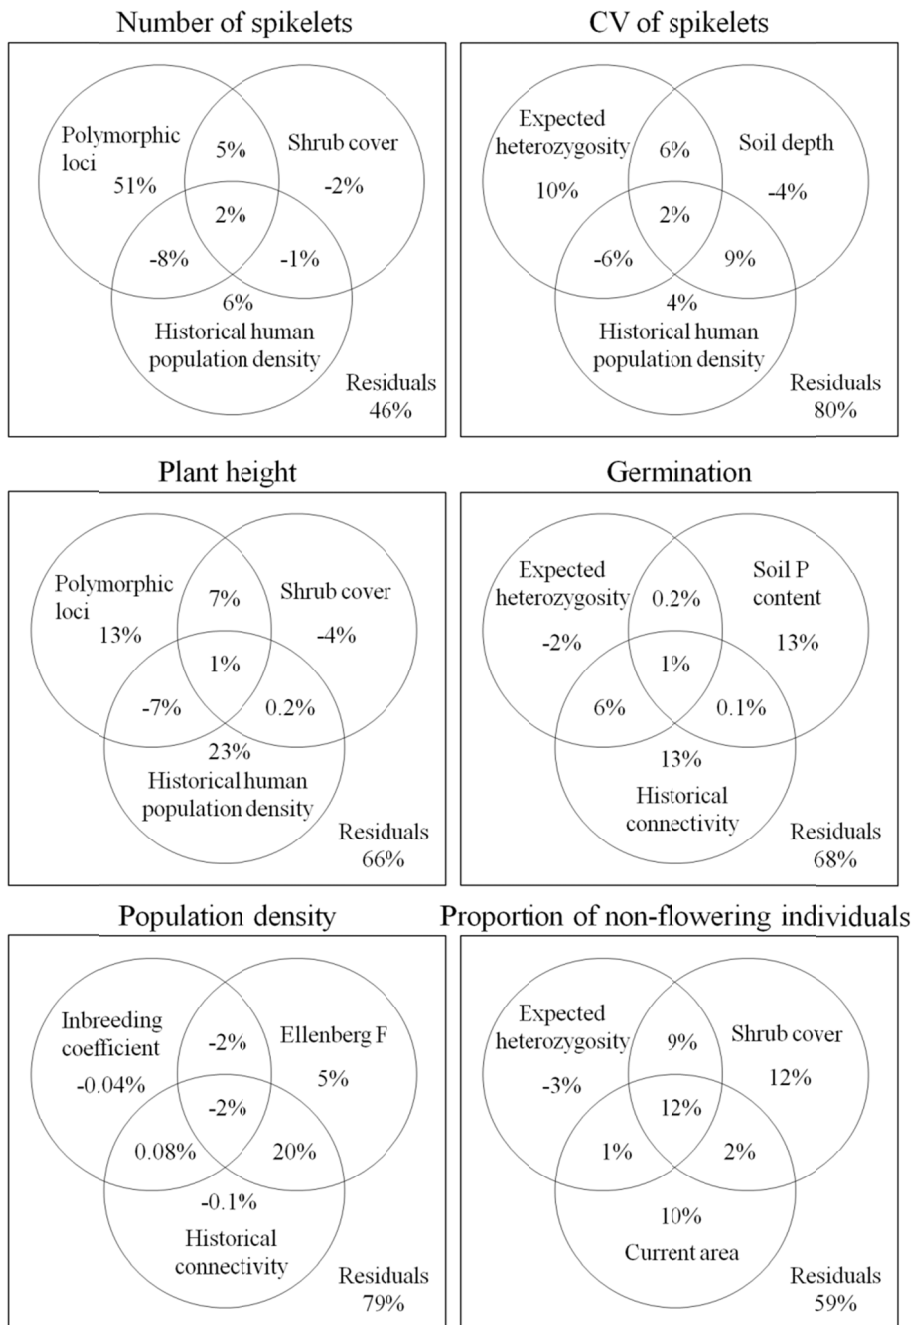 Number of spikelets
Polymorphic
loci
51%
5%
Shrub cover
-2%
2%
-8%
-1%
6%
Historical human
population density
Residuals
46%
CV of spikelets
Expected
heterozygosity
10%
6%
Soil depth
-4%
2%
-6%
9%
4%
Historical human
population density
Residuals
80%
Plant height
Polymorphic
loci
13%
7%
Shrub cover
-4%
1%
-7%
0.2%
23%
Historical human
population density
Residuals
66%
Germination
Expected
heterozygosity
-2%
0.2%
Soil P
content
13%
1%
6%
0.1%
13%
Historical
connectivity
Residuals
68%
Population density
Inbreeding
coefficient
-0.04%
-2%
Ellenberg F
5%
-2%
0.08%
20%
-0.1%
Historical
connectivity
Residuals
79%
Proportion of non-flowering individuals
Expected
heterozygosity
-3%
9%
Shrub cover
12%
12%
1%
2%
10%
Current area
Residuals
59%